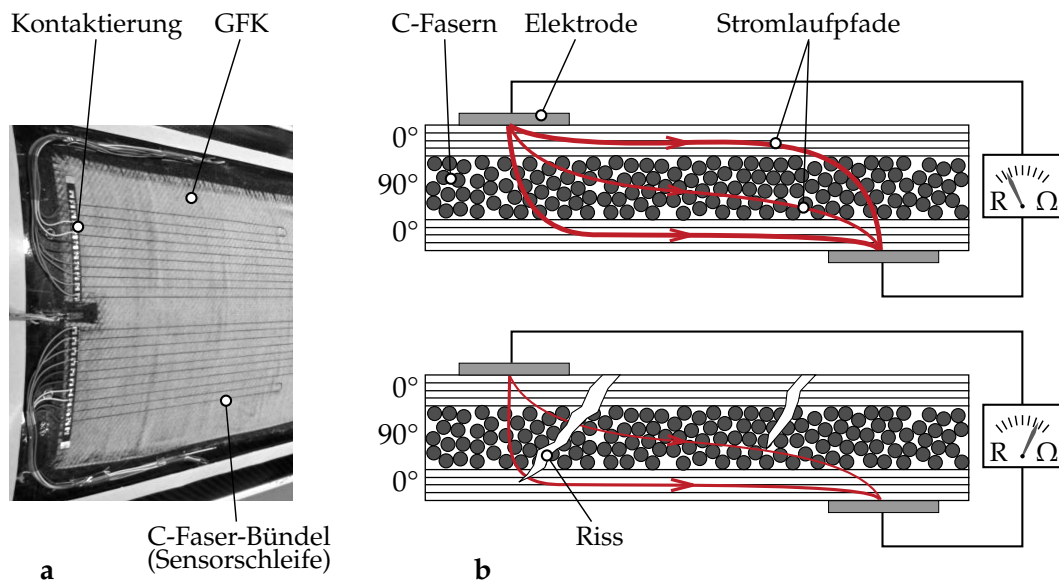 Kontaktierung
GFK
C-Faser-Bündel
(Sensorschleife)
a
C-Fasern
Elektrode
Stromlaufpfade
0°
90°
0°
R Ω
0°
90°
0°
R Ω
Riss
b